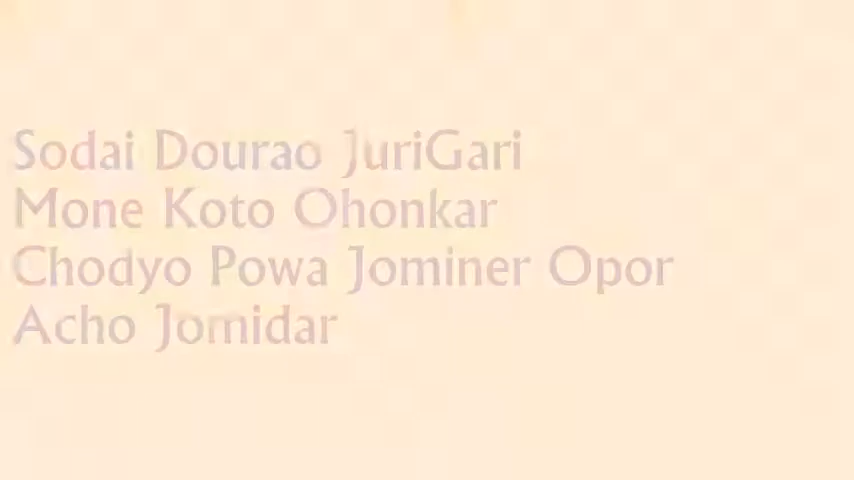 Sodai Dourao JuriGari
Mone Koto Ohonkar
Chodyo Powa Jominer Opor
Acho Jomidar